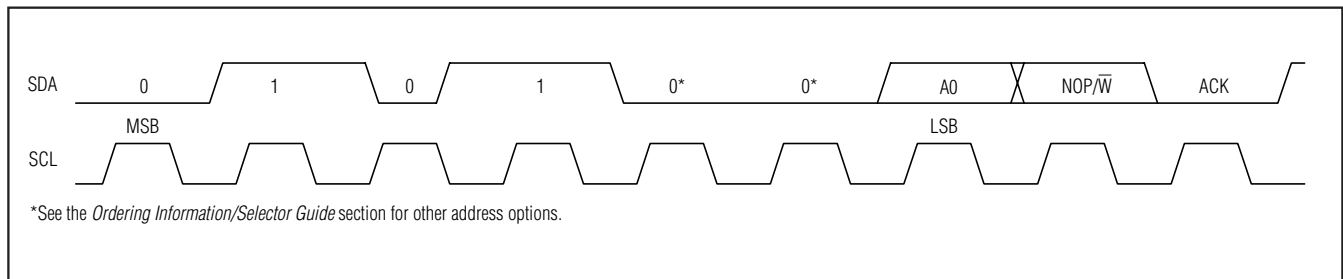 SDA 0 1 0 1 0* 0* A0 NOP/W̅ ACK
MSB LSB
SCL
*See the Ordering Information/Selector Guide section for other address options.